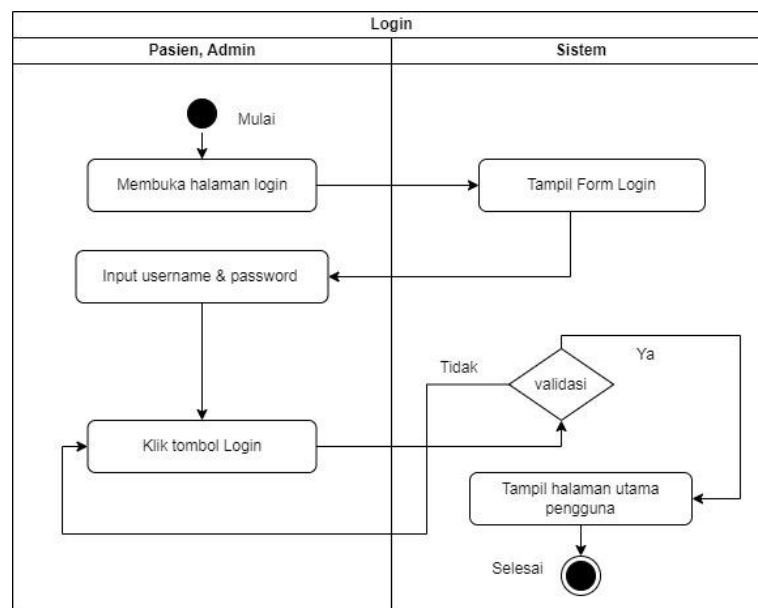 Login
Pasien, Admin
Sistem
Mulai
Membuka halaman login
Tampil Form Login
Input username & password
Tidak
Ya
validasi
Klik tombol Login
Tampil halaman utama
pengguna
Selesai